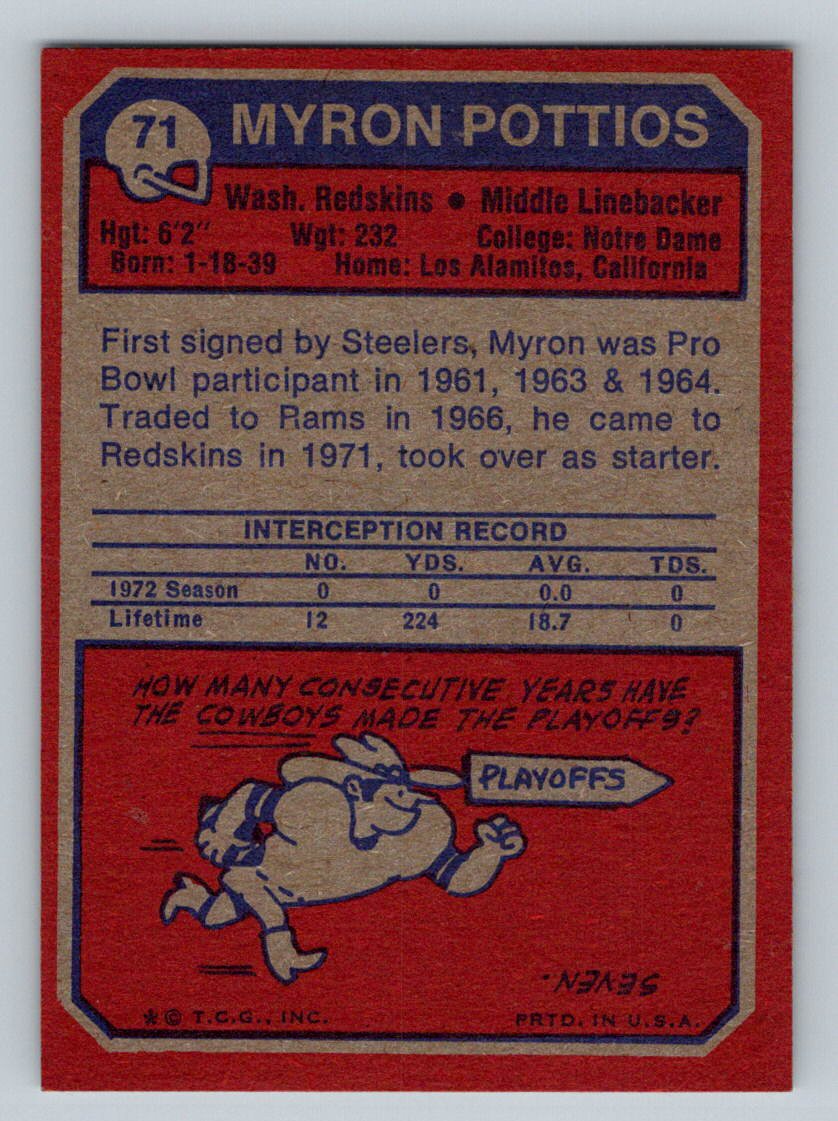 71
MYRON POTTIOS
Wash. Redskins • Middle Linebacker
Hgt: 6'2" Wgt: 232 College: Notre Dame
Born: 1-18-39 Home: Los Alamitos, California
First signed by Steelers, Myron was Pro
Bowl participant in 1961, 1963 & 1964.
Traded to Rams in 1966, he came to
Redskins in 1971, took over as starter.
INTERCEPTION RECORD
NO. YDS. AVG. TDS.
1972 Season 0 0 0.0 0
Lifetime 12 224 18.7 0
HOW MANY CONSECUTIVE YEARS HAVE
THE COWBOYS MADE THE PLAYOFFS?
PLAYOFFS
SEVEN.
* © T.C.G., INC. PRTD. IN U.S.A.